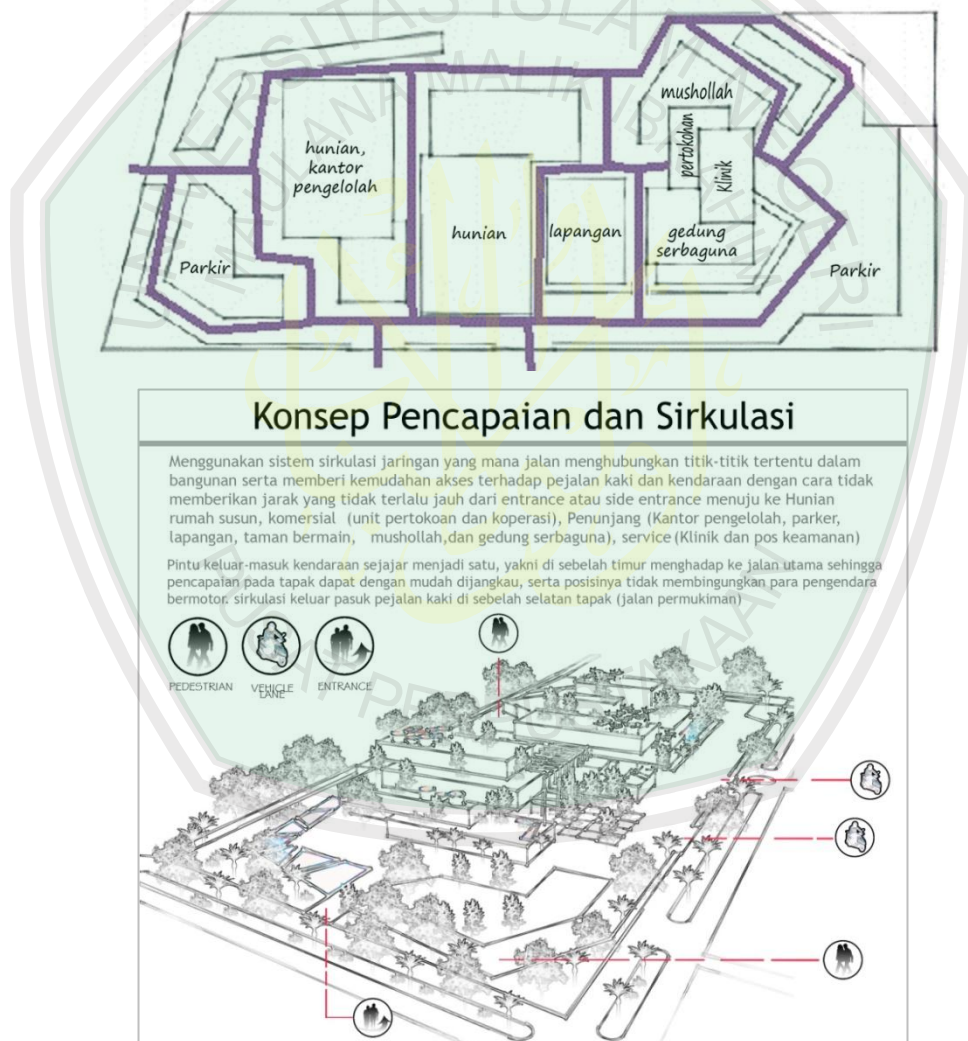 mushollah
pertokohan
Klinik
hunian,
kantor
pengelolah
hunian
lapangan
gedung
serbaguna
Parkir
Parkir
Konsep Pencapaian dan Sirkulasi
Menggunakan sistem sirkulasi jaringan yang mana jalan menghubungkan titik-titik tertentu dalam
bangunan serta memberi kemudahan akses terhadap pejalan kaki dan kendaraan dengan cara tidak
memberikan jarak yang tidak terlalu jauh dari entrance atau side entrance menuju ke Hunian
rumah susun, komersial (unit pertokoan dan koperasi), Penunjang (Kantor pengelolah, parker,
lapangan, taman bermain, mushollah,dan gedung serbaguna), service (Klinik dan pos keamanan)
Pintu keluar-masuk kendaraan sejajar menjadi satu, yakni di sebelah timur menghadap ke jalan utama sehingga
pencapaian pada tapak dapat dengan mudah dijangkau, serta posisinya tidak membingungkan para pengendara
bermotor. sirkulasi keluar pasuk pejalan kaki di sebelah selatan tapak (jalan permukiman)
PEDESTRIAN
VEHICLE
LANE
ENTRANCE